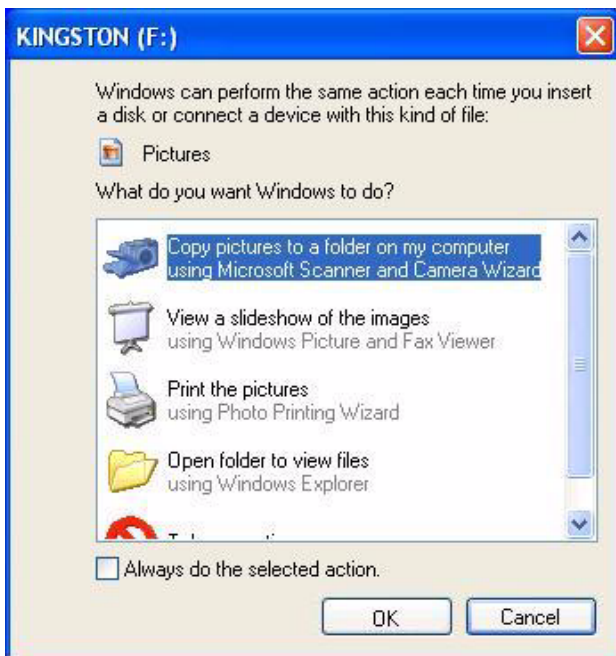 KINGSTON (F:)
Windows can perform the same action each time you insert
a disk or connect a device with this kind of file:
Pictures
What do you want Windows to do?
Copy pictures to a folder on my computer
using Microsoft Scanner and Camera Wizard
View a slideshow of the images
using Windows Picture and Fax Viewer
Print the pictures
using Photo Printing Wizard
Open folder to view files
using Windows Explorer
Always do the selected action.
OK
Cancel